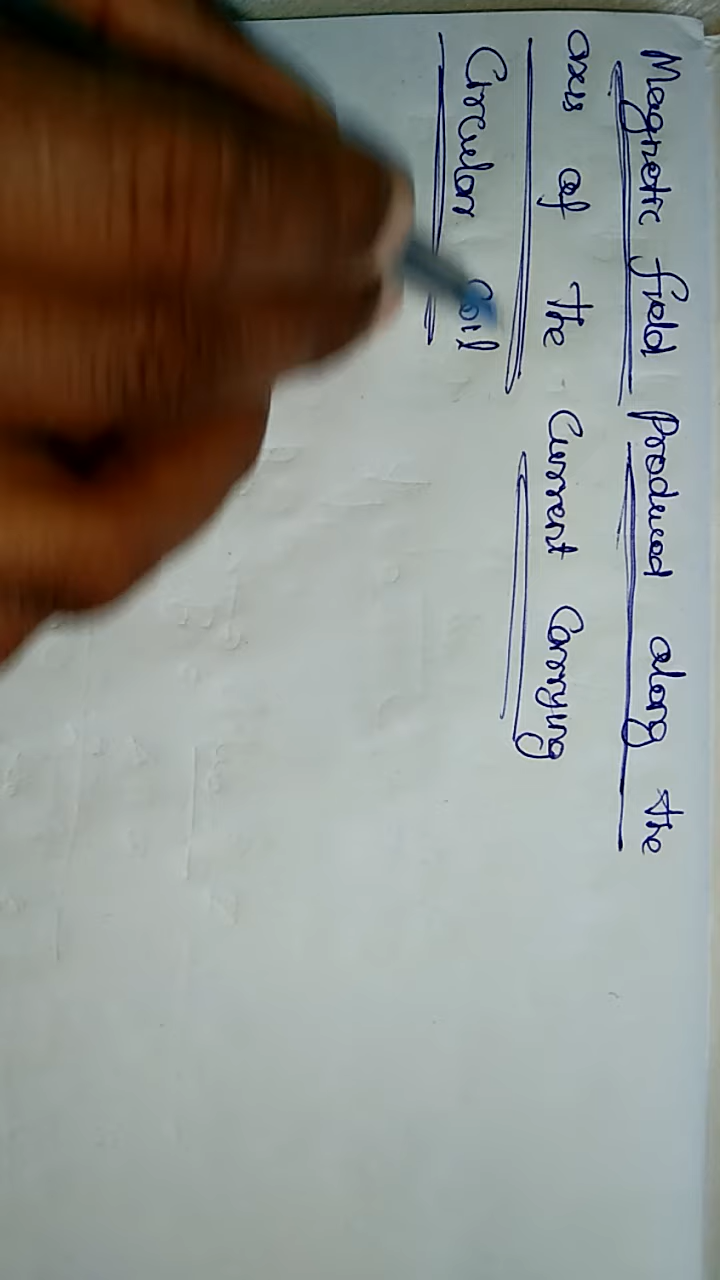 Magnetic field Produced along the
axis of the Current Carrying
Circular Coil